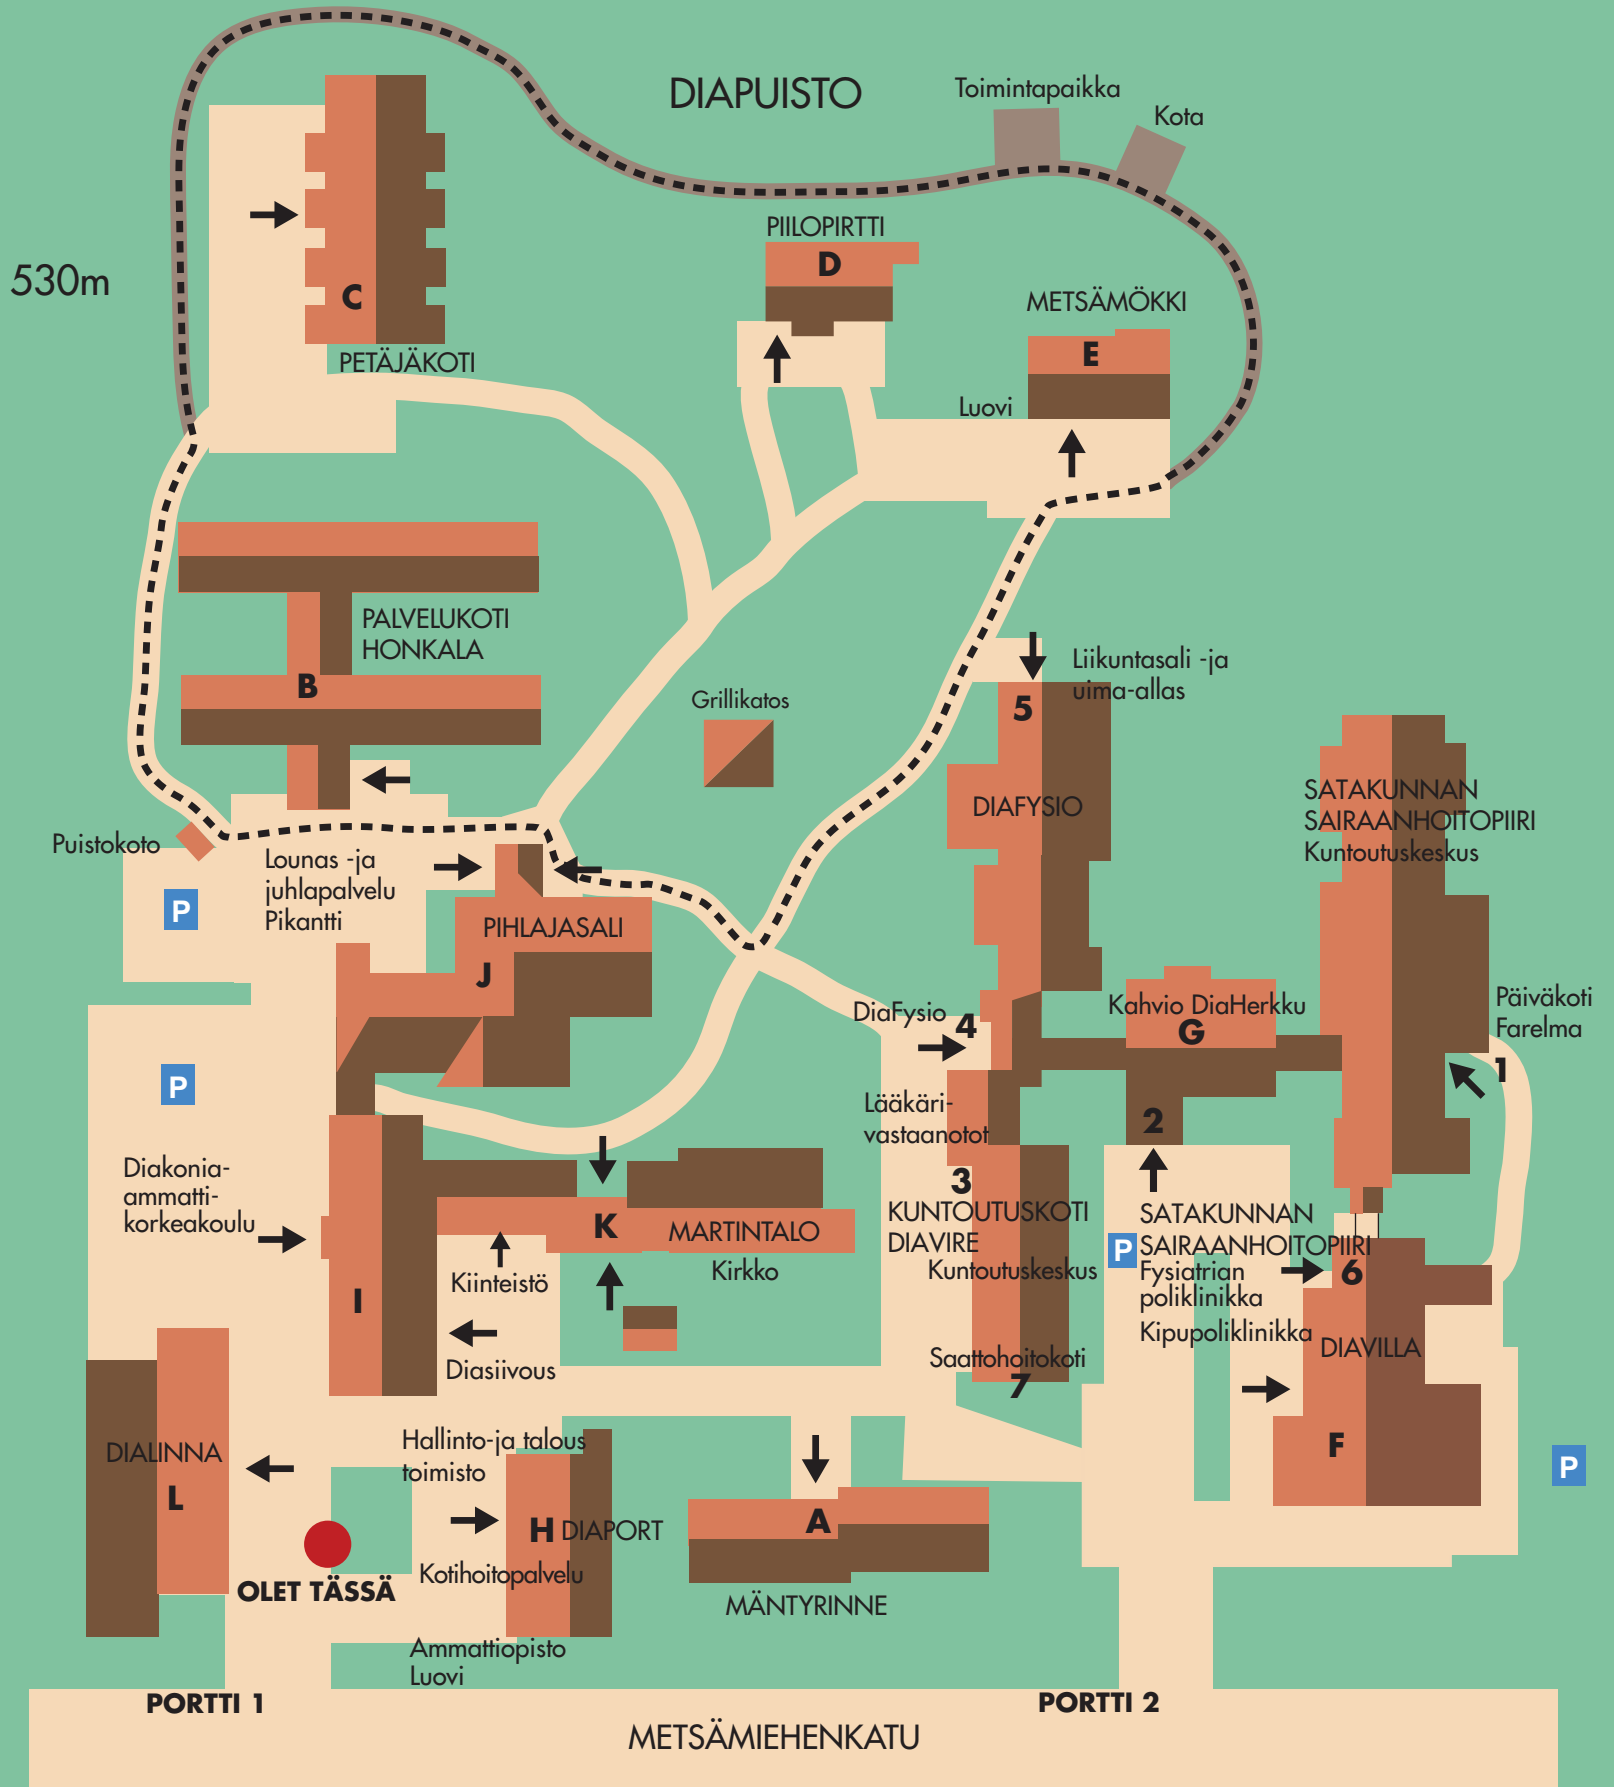 DIAPUISTO
Toimintapaikka
Kota
PIILOPIRTTI
D
530m
C
METSÄMÖKKI
E
PETÄJÄKOTI
Luovi
PALVELUKOTI
HONKALA
B
Liikuntasali -ja
uima-allas
5
Grillikatos
SATAKUNNAN
SAIRAANHOITOPIIRI
Kuntoutuskeskus
DIAFYSIO
Puistokoto
Lounas -ja
juhlapalvelu
Pikantti
P
PIHLAJASALI
J
Päiväkoti
Farelma
1
DiaFysio
4
Kahvio DiaHerkku
G
P
Lääkäri-
vastaanotot
2
Diakonia-
ammatti-
korkeakoulu
3
KUNTOUTUSKOTI
DIAVIRE
Kuntoutuskeskus
K
MARTINTALO
Kirkko
P
SATAKUNNAN
SAIRAANHOITOPIIRI
Fysiatrian
poliklinikka
Kipupoliklinikka
6
Kiinteistö
I
DIAVILLA
Diasiivous
Saattohoitokoti
7
DIALINNA
L
Hallinto-ja talous
toimisto
F
P
H DIAPORT
A
Kotihoitopalvelu
OLET TÄSSÄ
MÄNTYRINNE
Ammattiopisto
Luovi
PORTTI 1
PORTTI 2
METSÄMIEHENKATU